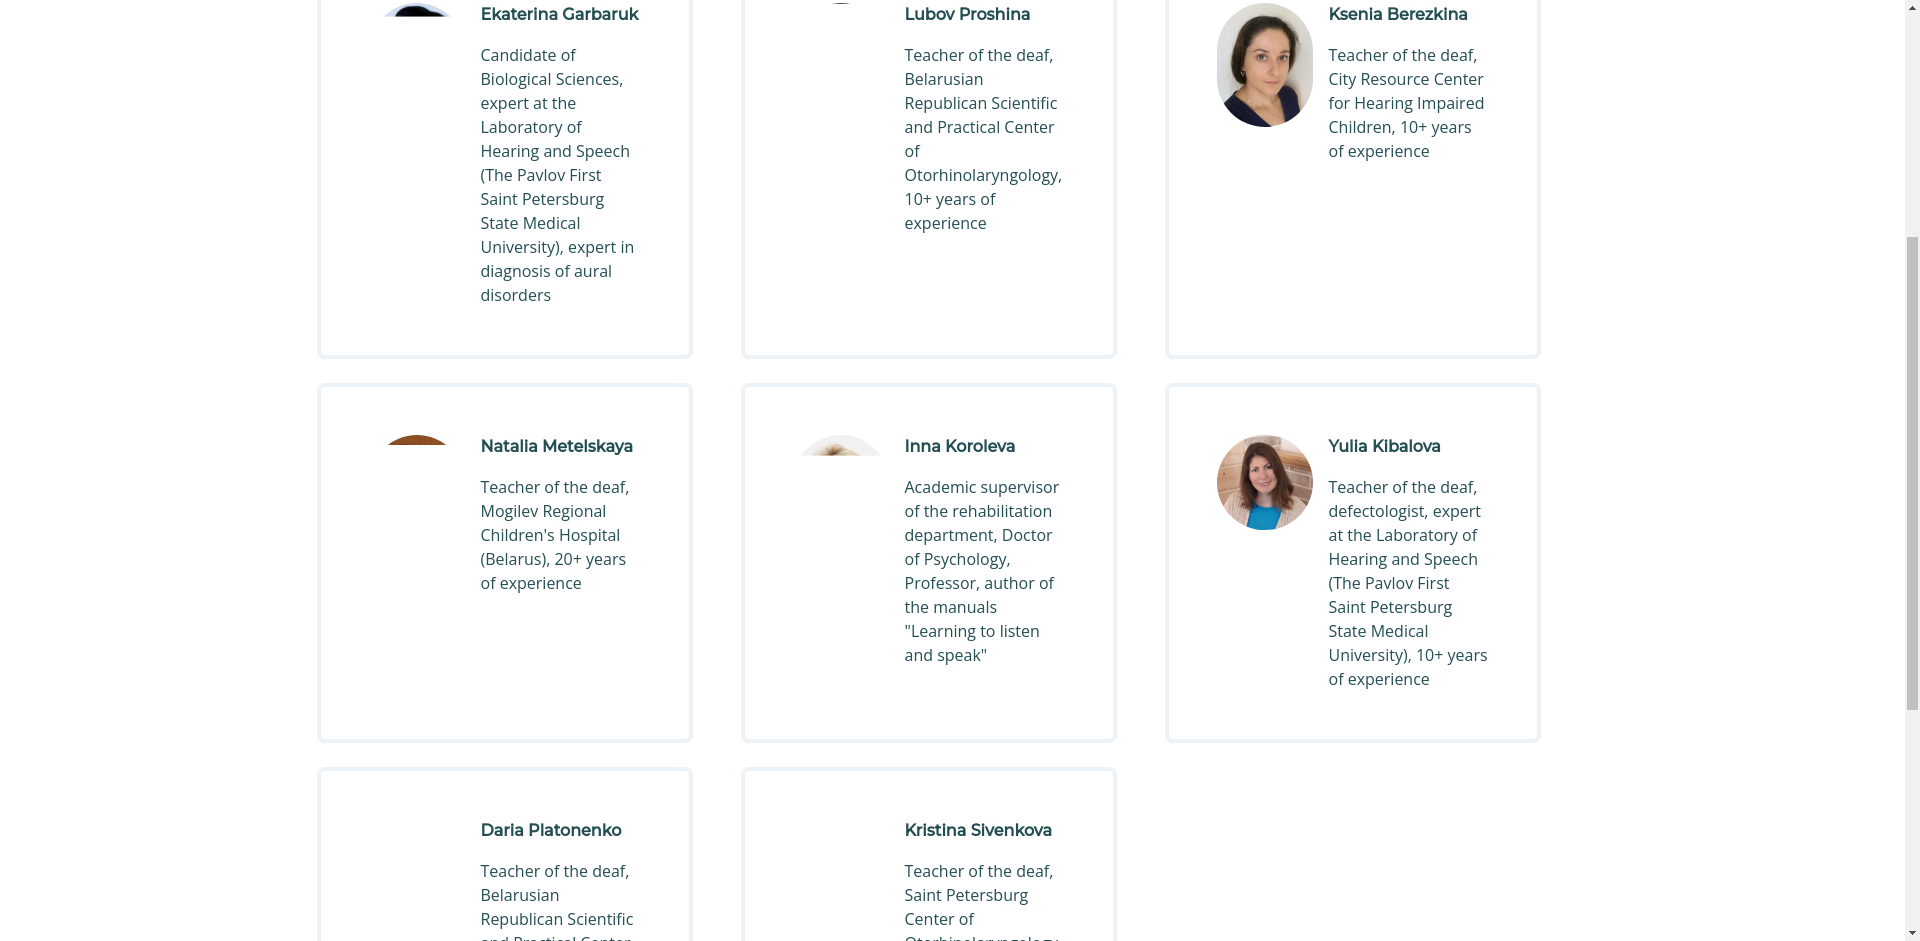 Ekaterina Garbaruk
Candidate of
Biological Sciences,
expert at the
Laboratory of
Hearing and Speech
(The Pavlov First
Saint Petersburg
State Medical
University), expert in
diagnosis of aural
disorders
Lubov Proshina
Teacher of the deaf,
Belarusian
Republican Scientific
and Practical Center
of
Otorhinolaryngology,
10+ years of
experience
Ksenia Berezkina
Teacher of the deaf,
City Resource Center
for Hearing Impaired
Children, 10+ years
of experience
Natalia Metelskaya
Teacher of the deaf,
Mogilev Regional
Children's Hospital
(Belarus), 20+ years
of experience
Inna Koroleva
Academic supervisor
of the rehabilitation
department, Doctor
of Psychology,
Professor, author of
the manuals
"Learning to listen
and speak"
Yulia Kibalova
Teacher of the deaf,
defectologist, expert
at the Laboratory of
Hearing and Speech
(The Pavlov First
Saint Petersburg
State Medical
University), 10+ years
of experience
Daria Platonenko
Teacher of the deaf,
Belarusian
Republican Scientific
and Practical Center
Kristina Sivenkova
Teacher of the deaf,
Saint Petersburg
Center of
Otorhinolaryngology